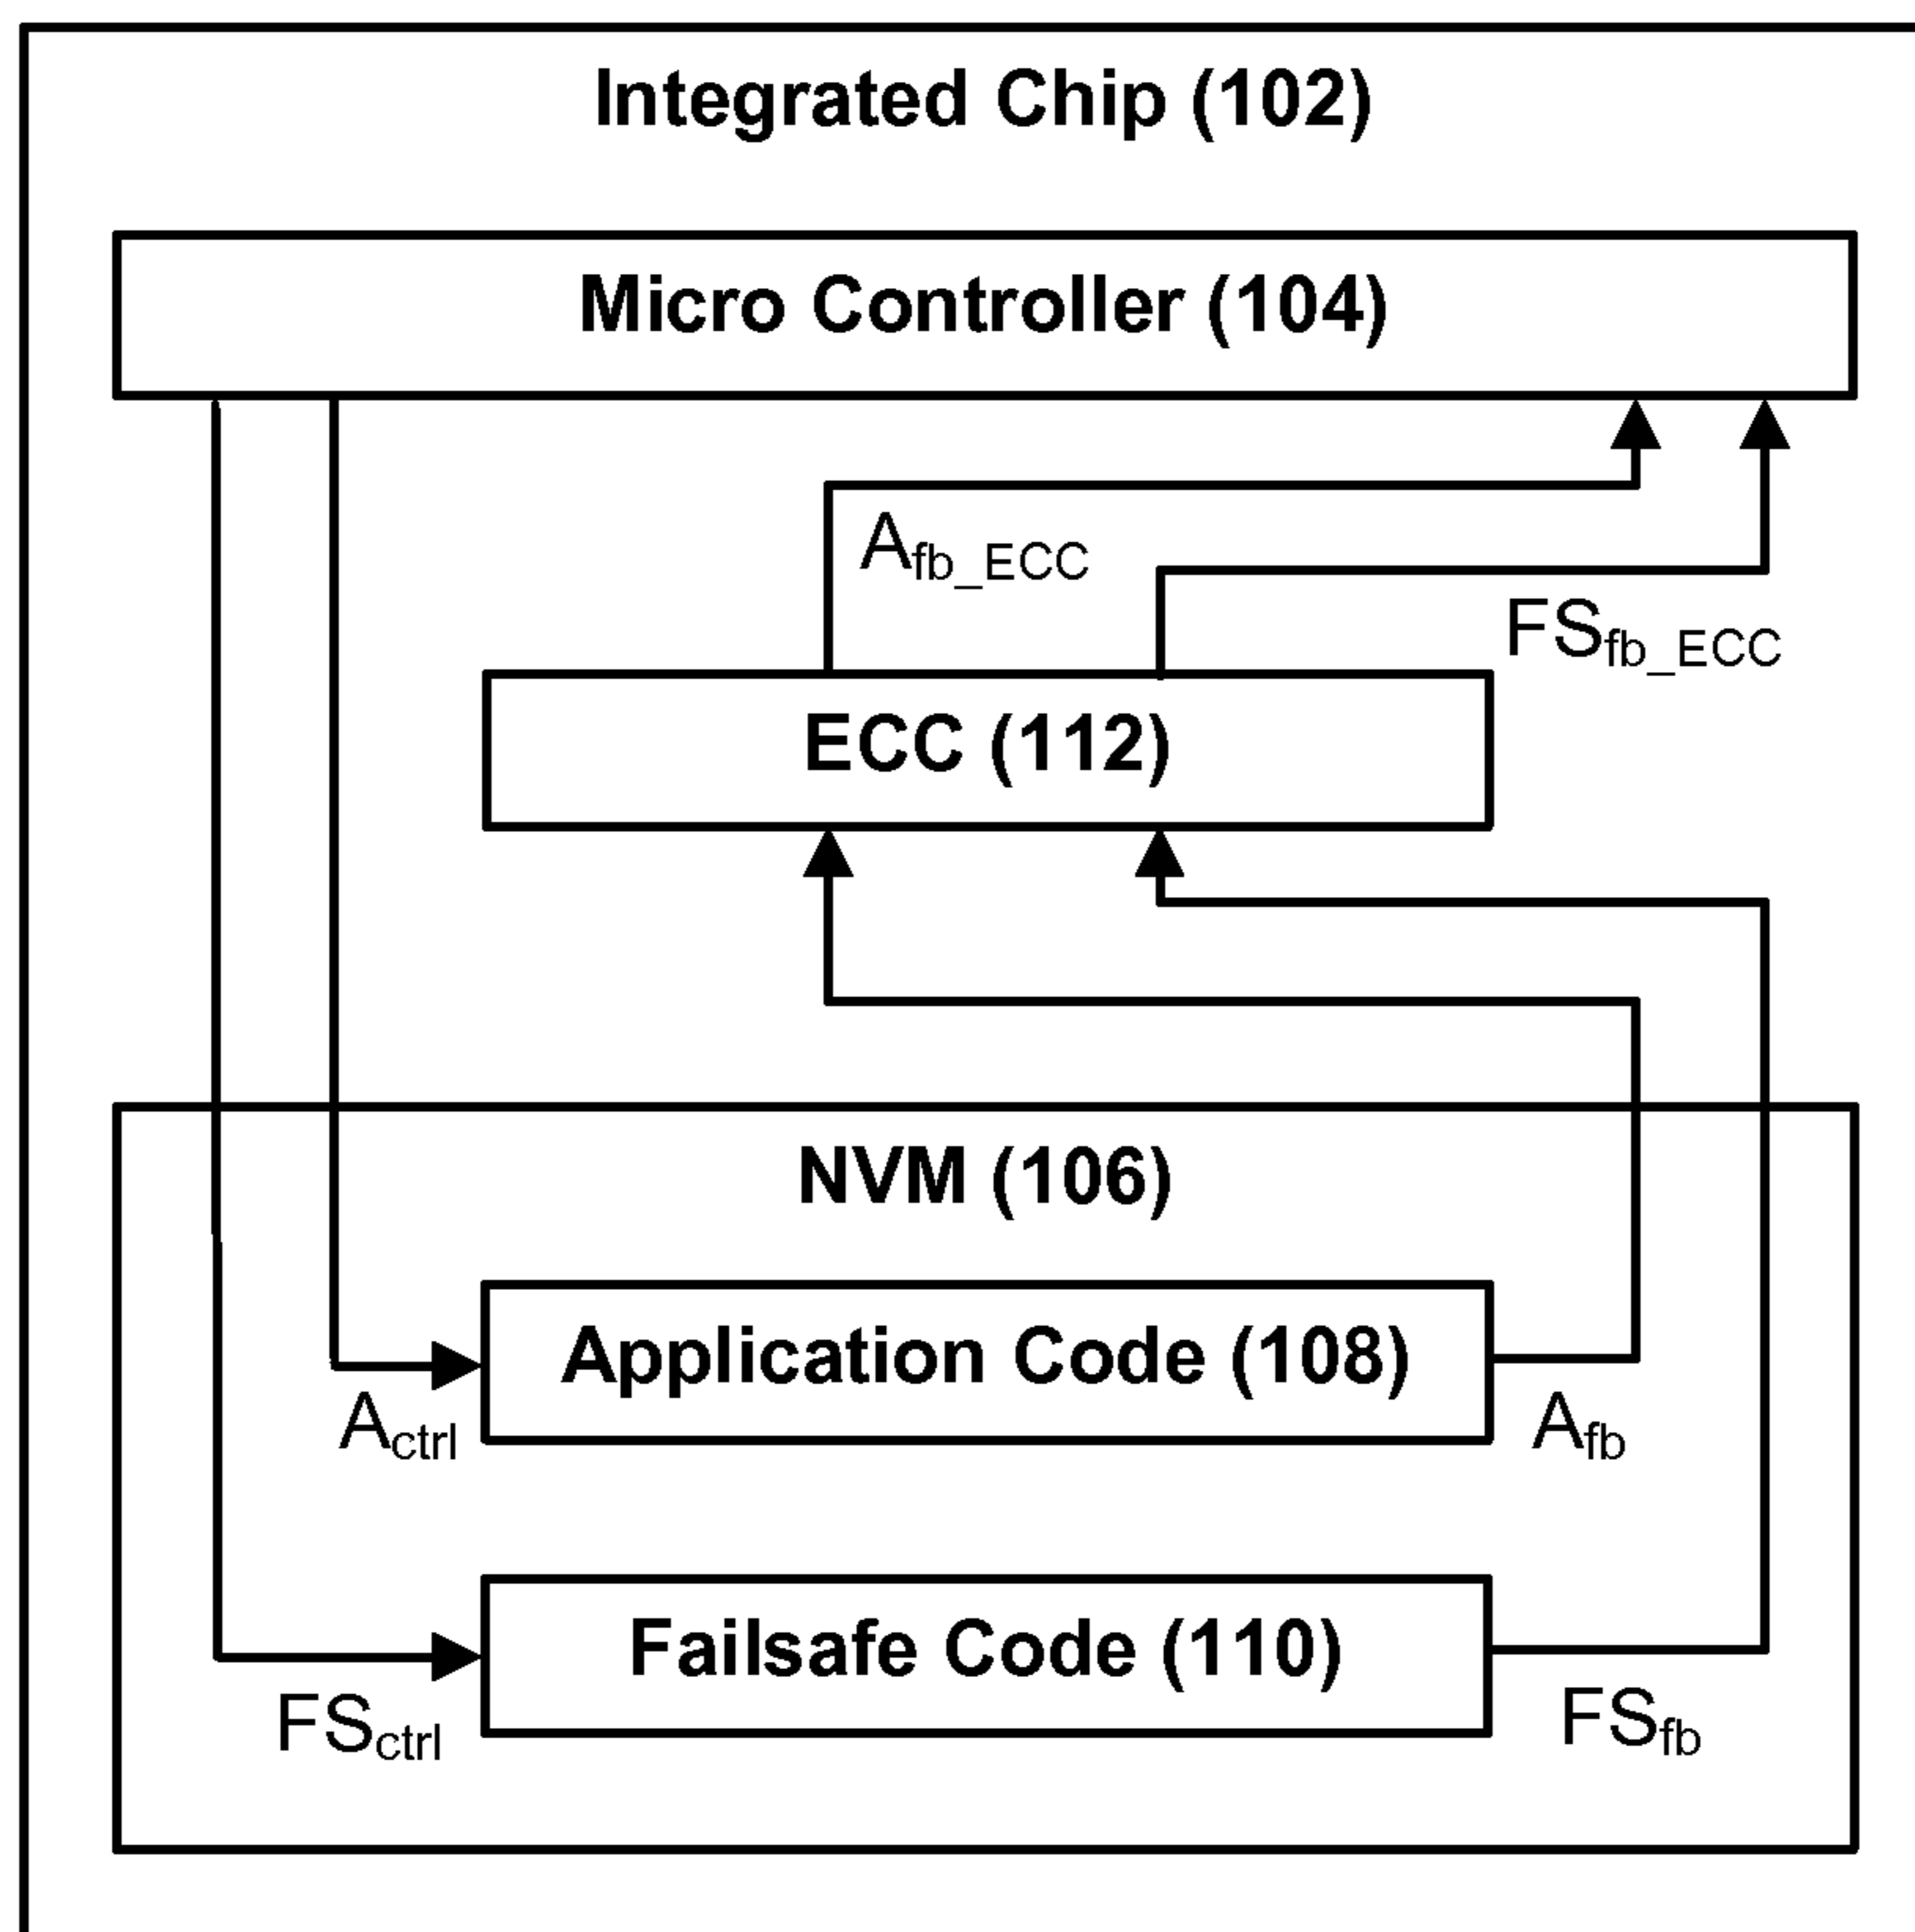 Integrated Chip (102)
Micro Controller (104)
Afb_ECC
FSfb_ECC
ECC (112)
NVM (106)
Application Code (108)
Actrl
Afb
Failsafe Code (110)
FSctrl
FSfb